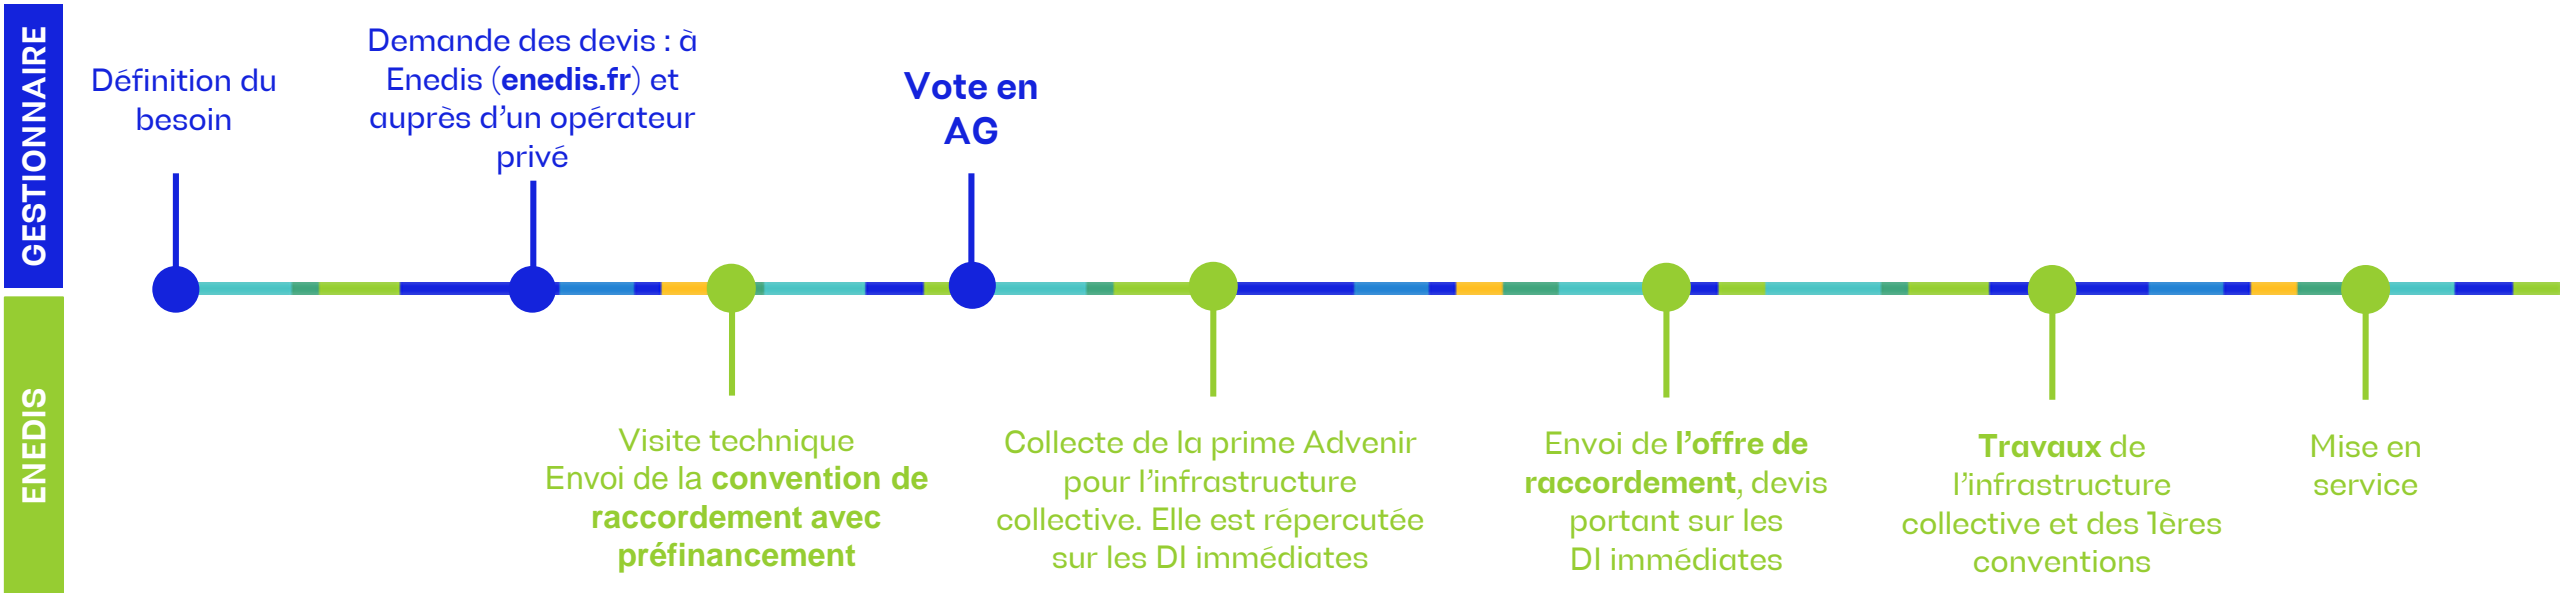 GESTIONNAIRE
Définition du
besoin
Demande des devis : à
Enedis (enedis.fr) et
auprès d’un opérateur
privé
Vote en
AG
ENEDIS
Visite technique
Envoi de la convention de
raccordement avec
préfinancement
Collecte de la prime Advenir
pour l’infrastructure
collective. Elle est répercutée
sur les DI immédiates
Envoi de l’offre de
raccordement, devis
portant sur les
DI immédiates
Travaux de
l’infrastructure
collective et des 1ères
conventions
Mise en
service